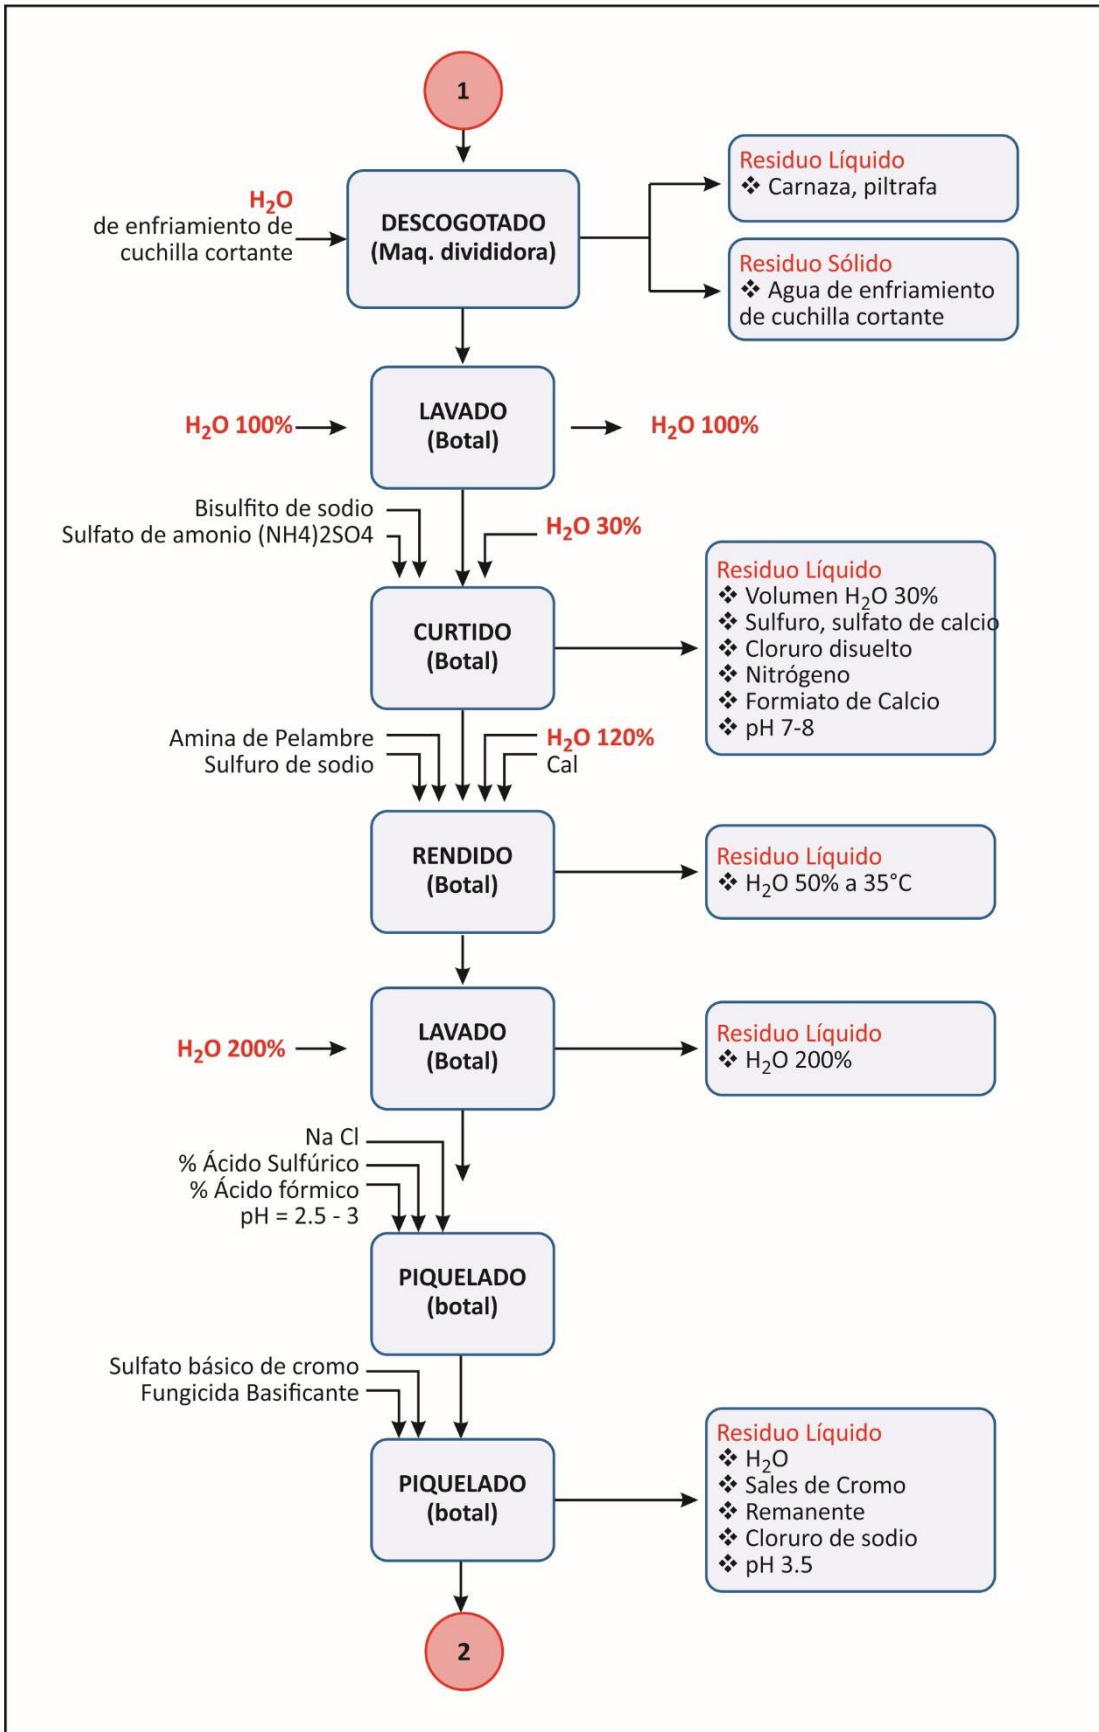 1
H₂O
de enfriamiento de
cuchilla cortante
DESCOGOTADO
(Maq. divididora)
Residuo Líquido
❖ Carnaza, piltrafa
Residuo Sólido
❖ Agua de enfriamiento
de cuchilla cortante
H₂O 100%
LAVADO
(Botal)
H₂O 100%
Bisulfito de sodio
Sulfato de amonio (NH4)2SO4
H₂O 30%
CURTIDO
(Botal)
Residuo Líquido
❖ Volumen H₂O 30%
❖ Sulfuro, sulfato de calcio
❖ Cloruro disuelto
❖ Nitrógeno
❖ Formiato de Calcio
❖ pH 7-8
Amina de Pelambre
Sulfuro de sodio
H₂O 120%
Cal
RENDIDO
(Botal)
Residuo Líquido
❖ H₂O 50% a 35°C
H₂O 200%
LAVADO
(Botal)
Residuo Líquido
❖ H₂O 200%
Na Cl
% Ácido Sulfúrico
% Ácido fórmico
pH = 2.5 - 3
PIQUELADO
(botal)
Sulfato básico de cromo
Fungicida Basificante
PIQUELADO
(botal)
Residuo Líquido
❖ H₂O
❖ Sales de Cromo
❖ Remanente
❖ Cloruro de sodio
❖ pH 3.5
2